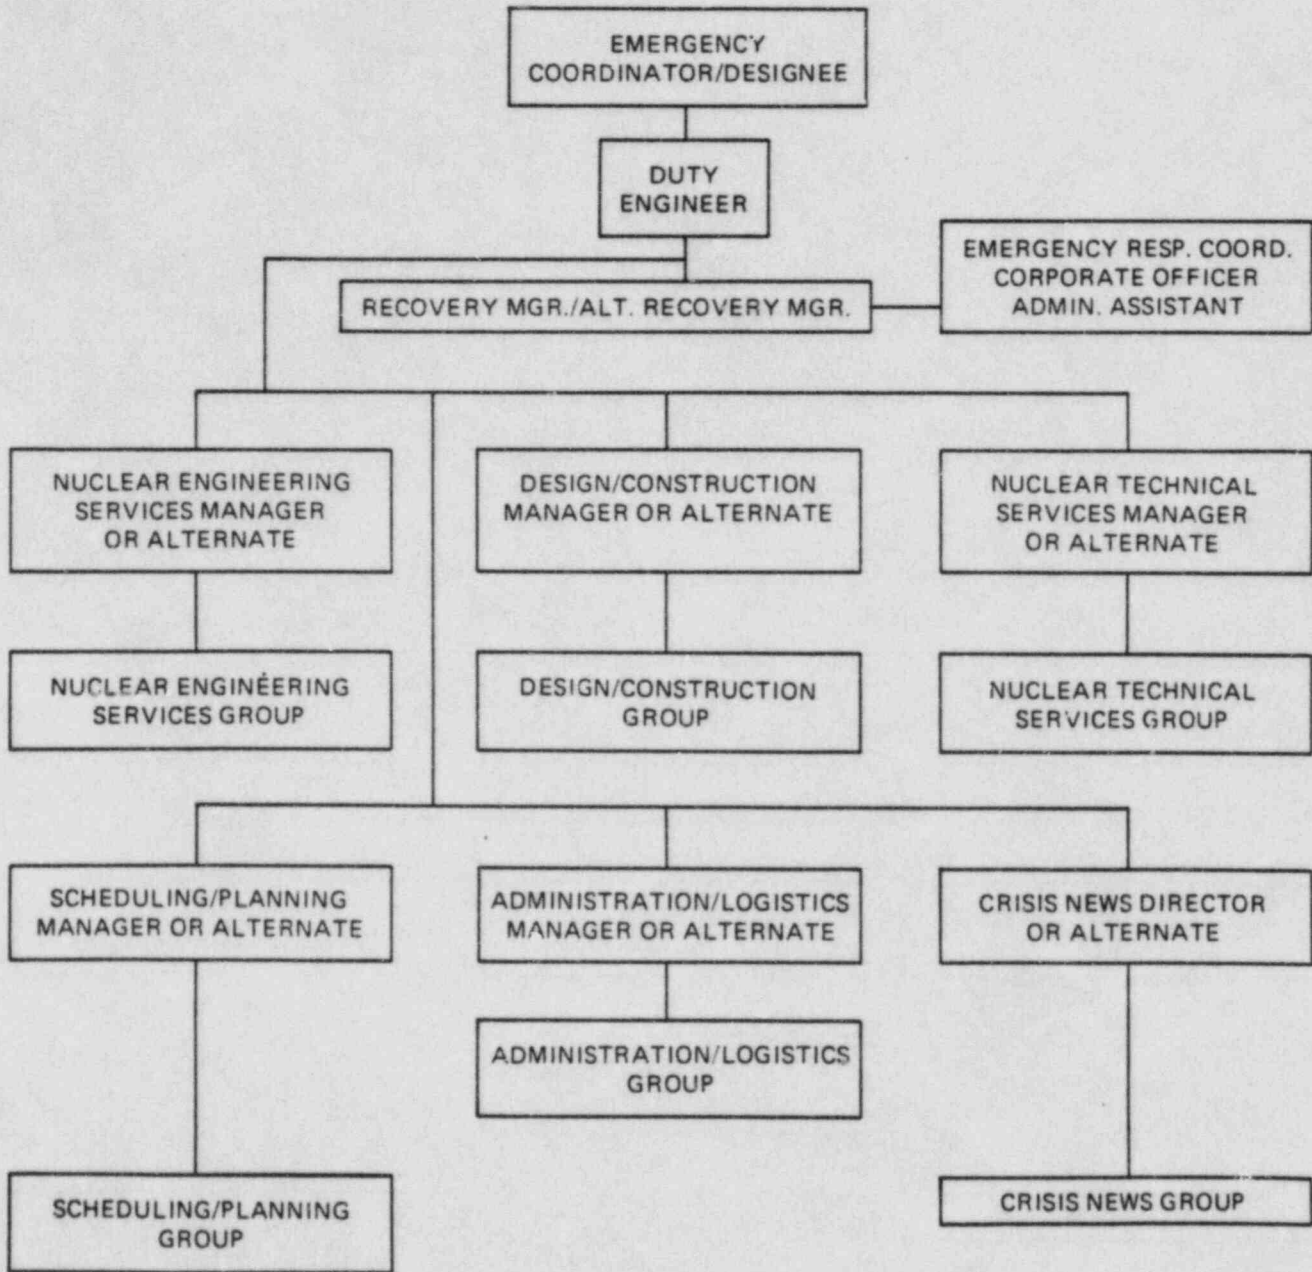 EMERGENCY
COORDINATOR/DESIGNEE
DUTY
ENGINEER
EMERGENCY RESP. COORD.
CORPORATE OFFICER
ADMIN. ASSISTANT
RECOVERY MGR./ALT. RECOVERY MGR.
NUCLEAR ENGINEERING
SERVICES MANAGER
OR ALTERNATE
DESIGN/CONSTRUCTION
MANAGER OR ALTERNATE
NUCLEAR TECHNICAL
SERVICES MANAGER
OR ALTERNATE
NUCLEAR ENGINEERING
SERVICES GROUP
DESIGN/CONSTRUCTION
GROUP
NUCLEAR TECHNICAL
SERVICES GROUP
SCHEDULING/PLANNING
MANAGER OR ALTERNATE
ADMINISTRATION/LOGISTICS
MANAGER OR ALTERNATE
CRISIS NEWS DIRECTOR
OR ALTERNATE
ADMINISTRATION/LOGISTICS
GROUP
SCHEDULING/PLANNING
GROUP
CRISIS NEWS GROUP